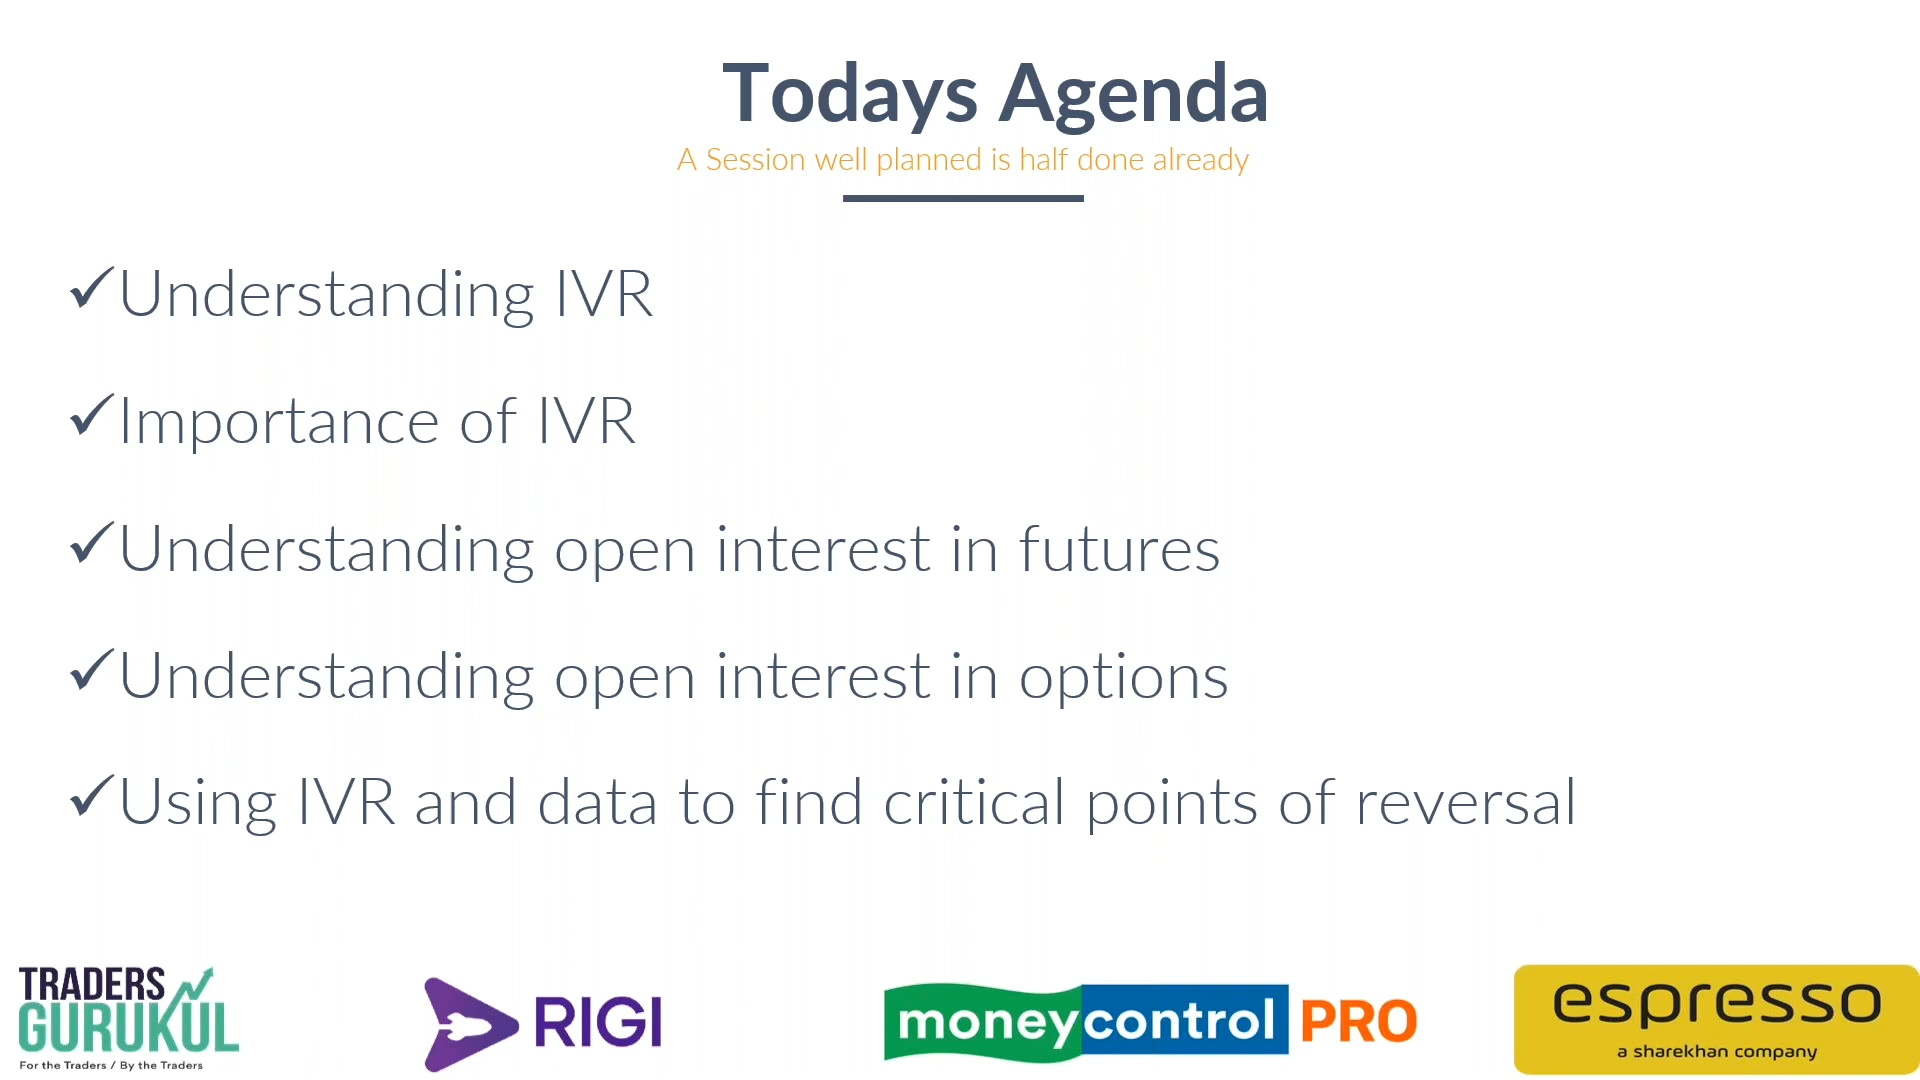 Todays Agenda
A Session well planned is half done already
✓Understanding IVR
✓Importance of IVR
✓Understanding open interest in futures
✓Understanding open interest in options
✓Using IVR and data to find critical points of reversal
TRADERS
GURUKUL
For the Traders / By the Traders
RIGI
moneycontrol PRO
espresso
a sharekhan company